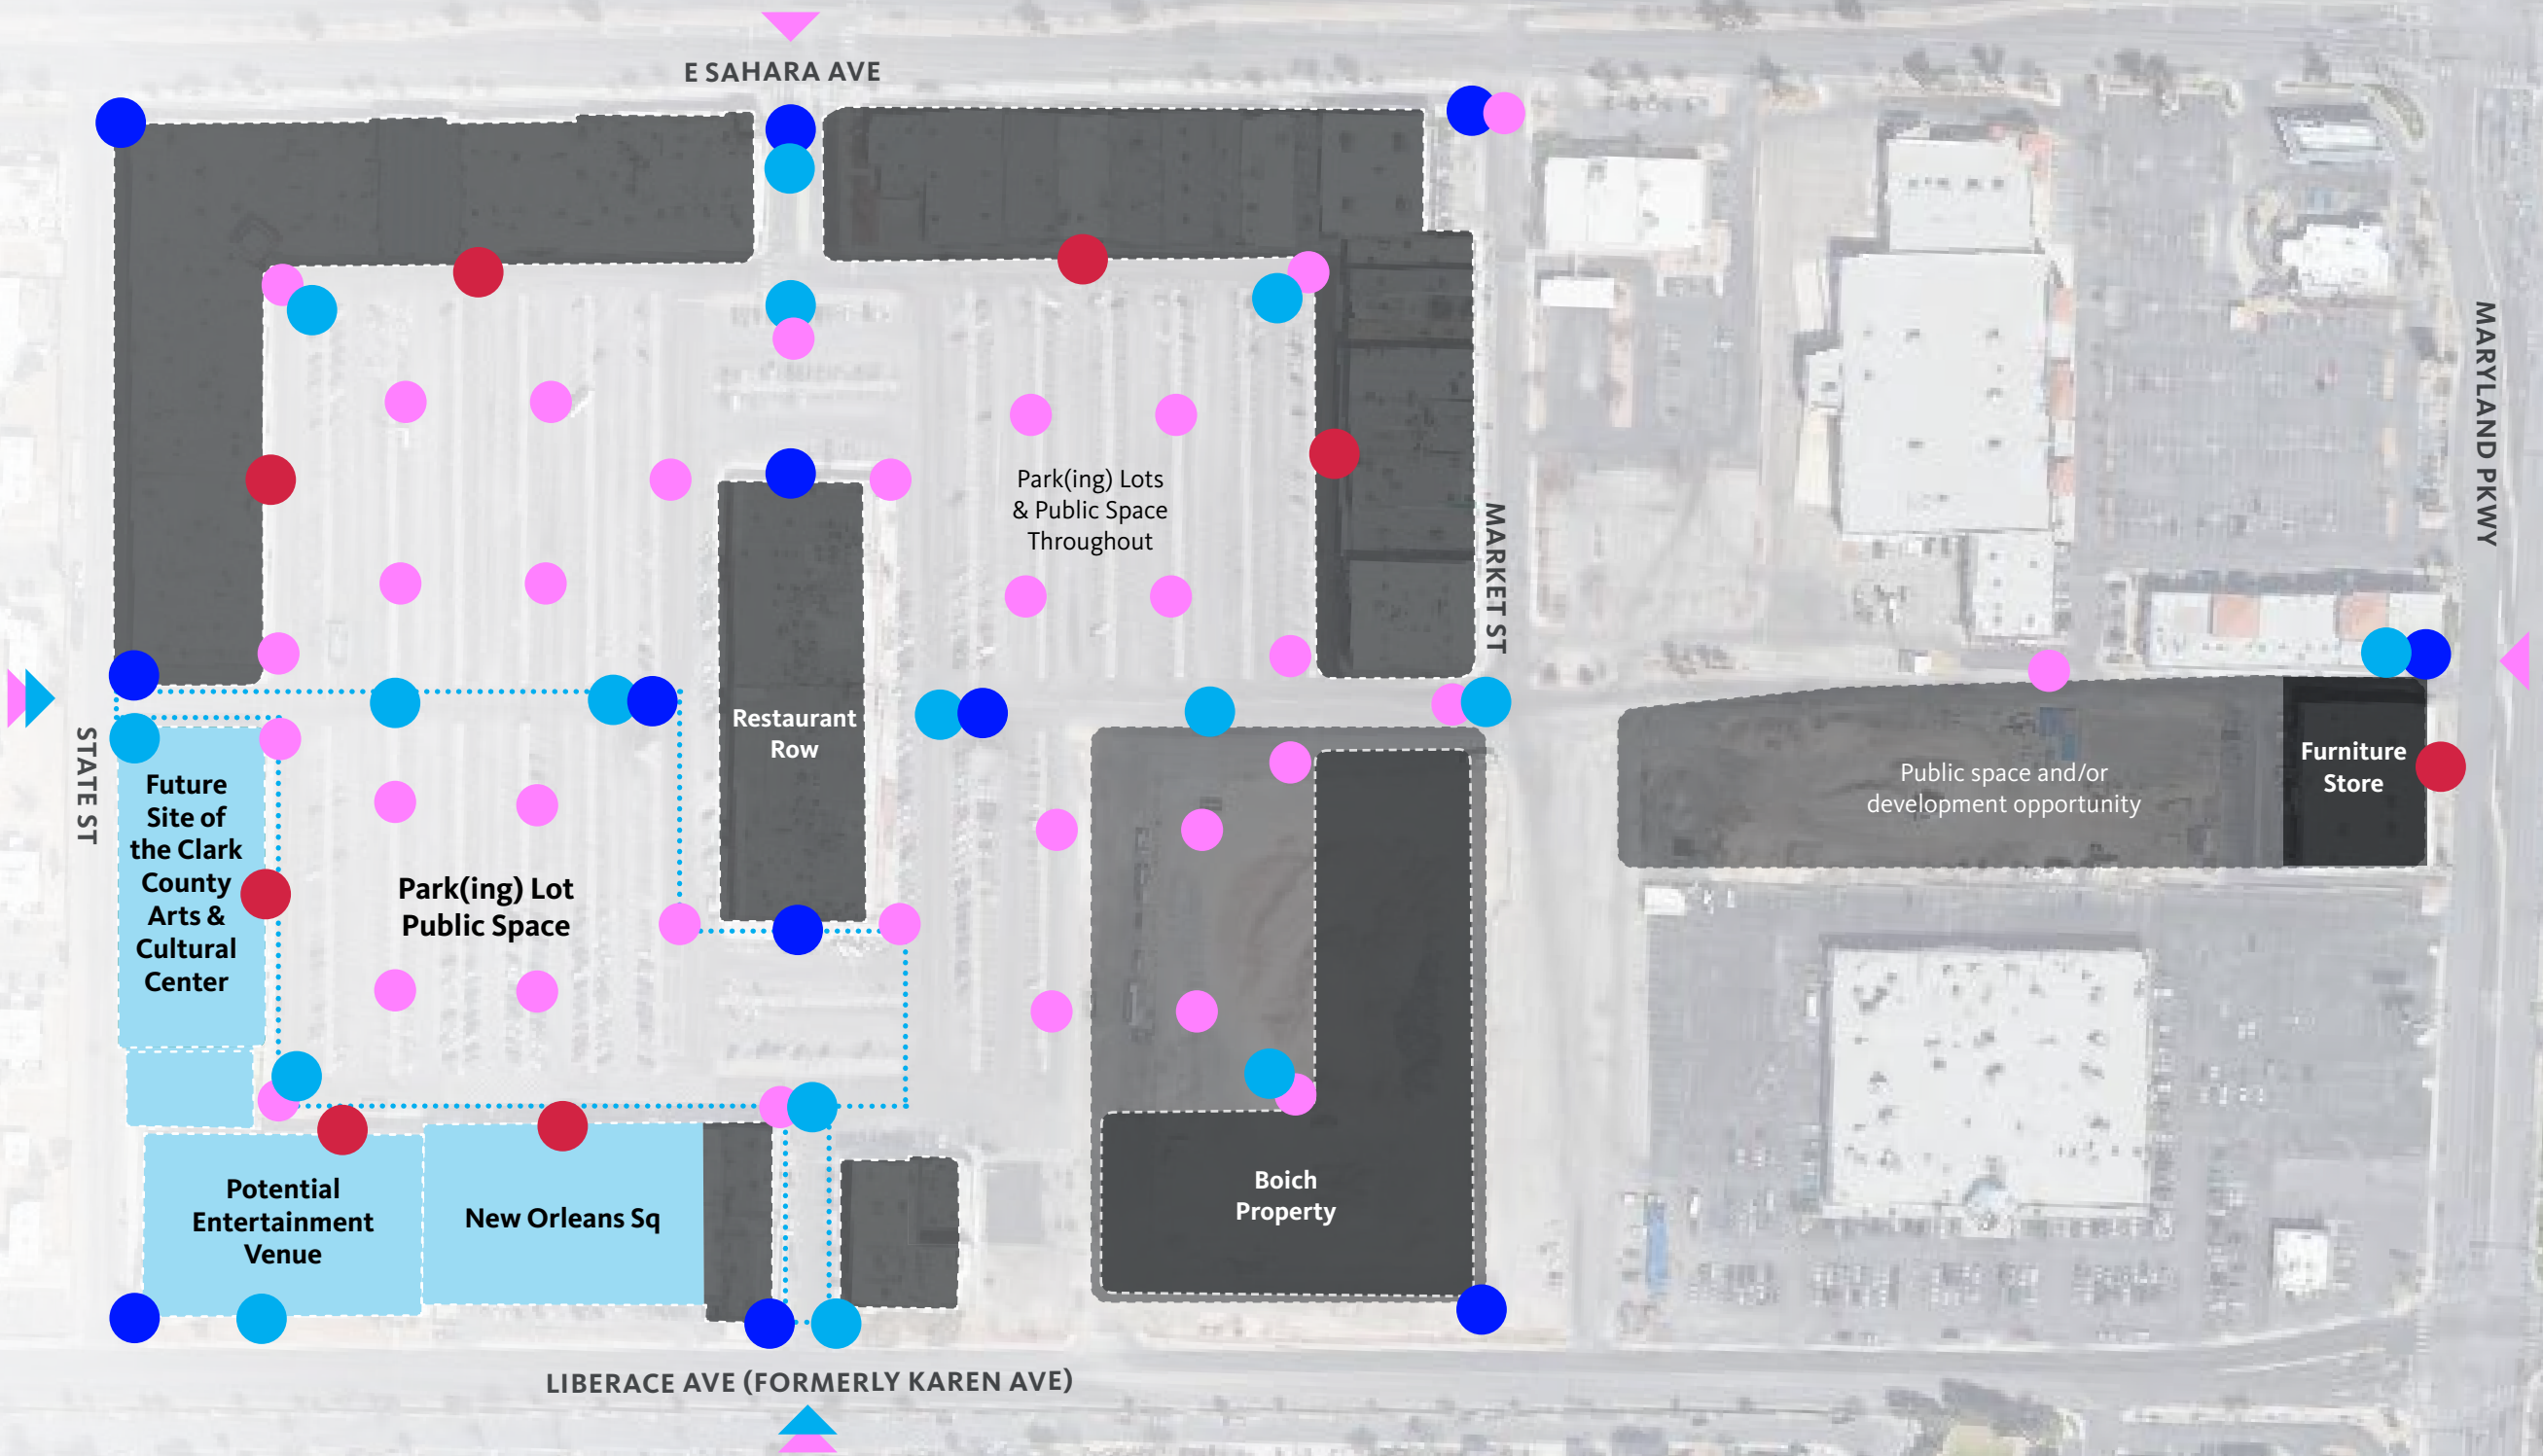 E SAHARA AVE
MARYLAND PKWY
Park(ing) Lots
& Public Space
Throughout
MARKET ST
Restaurant
Row
STATE ST
Future
Site of
the Clark
County
Arts &
Cultural
Center
Park(ing) Lot
Public Space
Public space and/or
development opportunity
Furniture
Store
Potential
Entertainment
Venue
New Orleans Sq
Boich
Property
LIBERACE AVE (FORMERLY KAREN AVE)